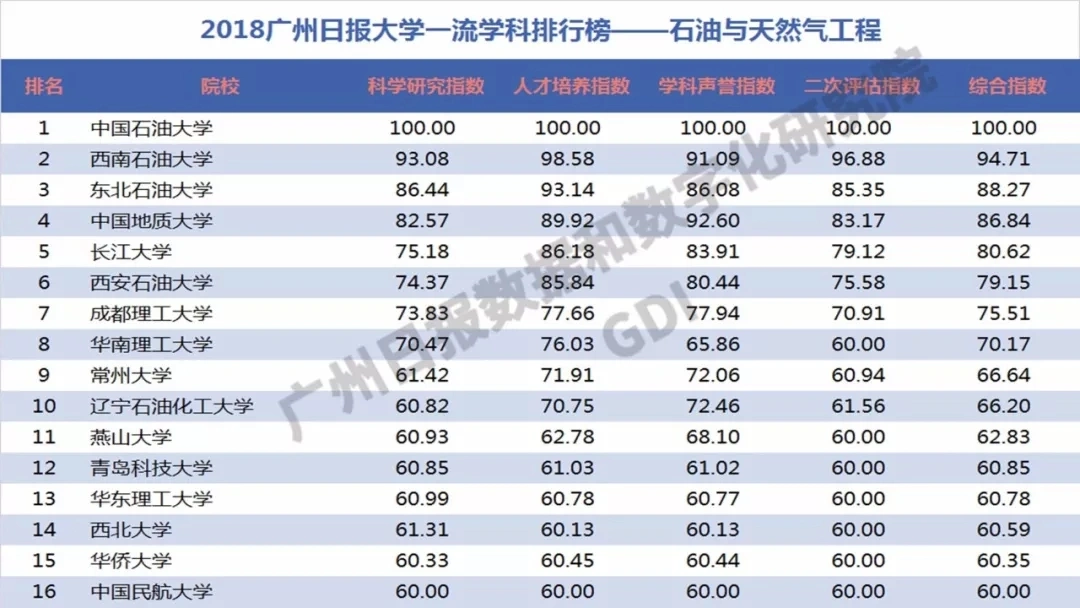 2018广州日报大学一流学科排行榜——石油与天然气工程
排名 院校 科学研究指数 人才培养指数 学科声誉指数 二次评估指数 综合指数
1 中国石油大学 100.00 100.00 100.00 100.00 100.00
2 西南石油大学 93.08 98.58 91.09 96.88 94.71
3 东北石油大学 86.44 93.14 86.08 85.35 88.27
4 中国地质大学 82.57 89.92 92.60 83.17 86.84
5 长江大学 75.18 86.18 83.91 79.12 80.62
6 西安石油大学 74.37 85.84 80.44 75.58 79.15
7 成都理工大学 73.83 77.66 77.94 70.91 75.51
8 华南理工大学 70.47 76.03 65.86 60.00 70.17
9 常州大学 61.42 71.91 72.06 60.94 66.64
10 辽宁石油化工大学 60.82 70.75 72.46 61.56 66.20
11 燕山大学 60.93 62.78 68.10 60.00 62.83
12 青岛科技大学 60.85 61.03 61.02 60.00 60.85
13 华东理工大学 60.99 60.78 60.77 60.00 60.78
14 西北大学 61.31 60.13 60.13 60.00 60.59
15 华侨大学 60.33 60.45 60.44 60.00 60.35
16 中国民航大学 60.00 60.00 60.00 60.00 60.00
广州日报数据和数字化研究院
GDI